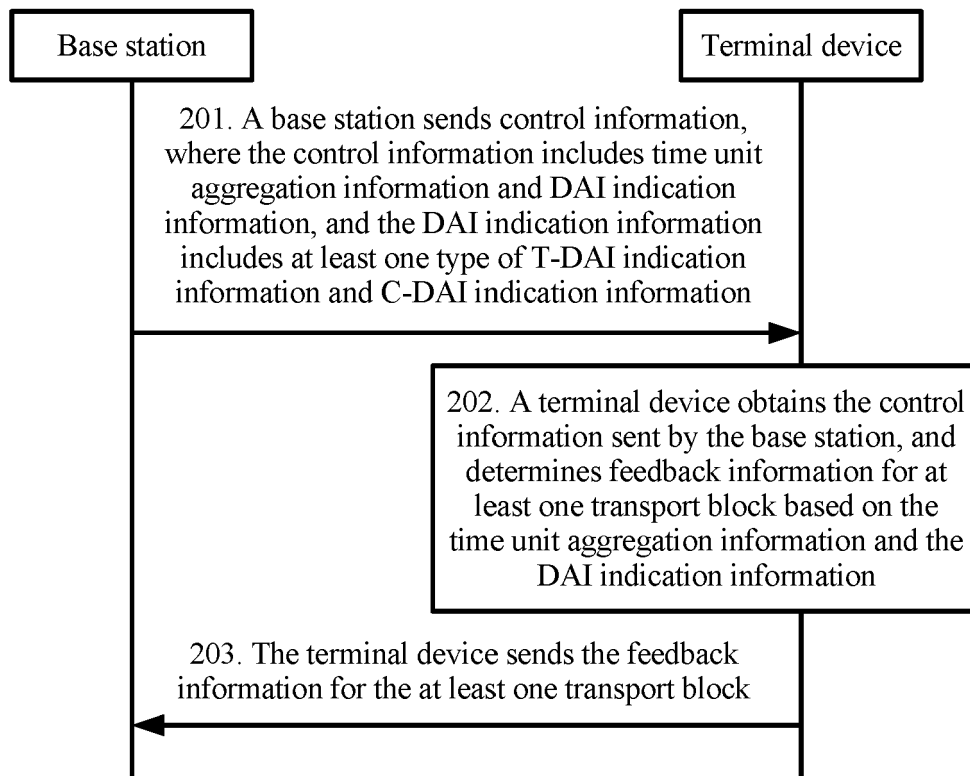 Base station
Terminal device
201. A base station sends control information,
where the control information includes time unit
aggregation information and DAI indication
information, and the DAI indication information
includes at least one type of T-DAI indication
information and C-DAI indication information
202. A terminal device obtains the control
information sent by the base station, and
determines feedback information for at
least one transport block based on the
time unit aggregation information and the
DAI indication information
203. The terminal device sends the feedback
information for the at least one transport block